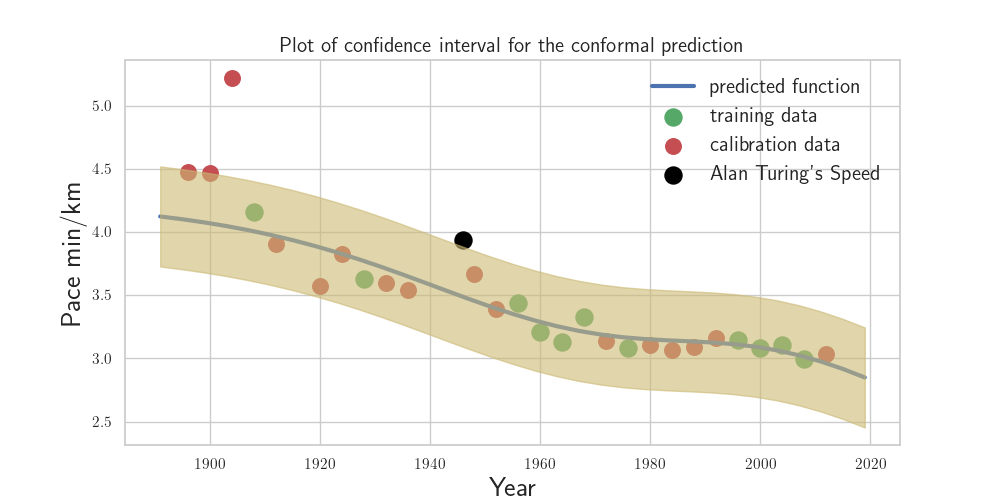 Plot of confidence interval for the conformal prediction
predicted function
training data
calibration data
Alan Turing's Speed
Pace min/km
5.0
4.5
4.0
3.5
3.0
2.5
1900 1920 1940 1960 1980 2000 2020
Year